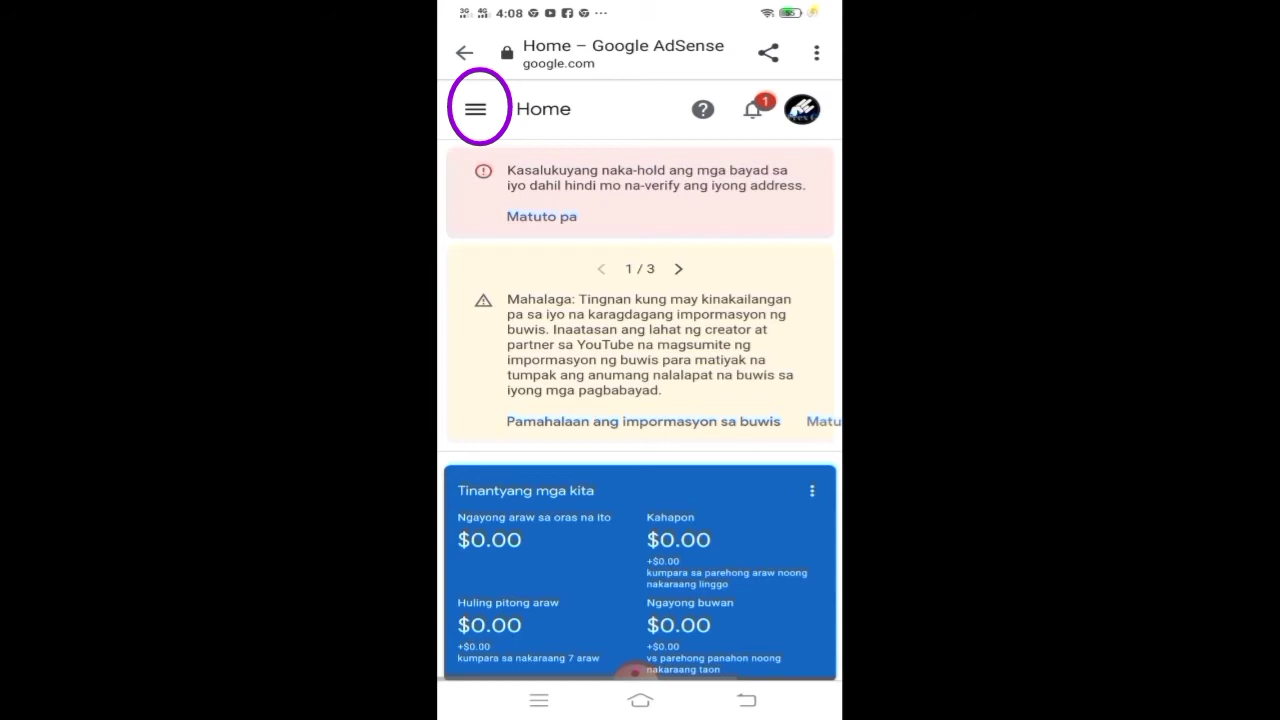 3G 4G 4:08 ...
Home – Google AdSense
google.com
Home
1
Kasalukuyang naka-hold ang mga bayad sa
iyo dahil hindi mo na-verify ang iyong address.
Matuto pa
1 / 3
Mahalaga: Tingnan kung may kinakailangan
pa sa iyo na karagdagang impormasyon ng
buwis. Inaatasan ang lahat ng creator at
partner sa YouTube na magsumite ng
impormasyon ng buwis para matiyak na
tumpak ang anumang nalalapat na buwis sa
iyong mga pagbabayad.
Pamahalaan ang impormasyon sa buwis Matu
Tinantyang mga kita
Ngayong araw sa oras na ito
$0.00
Kahapon
$0.00
+$0.00
kumpara sa parehong araw noong
nakaraang linggo
Huling pitong araw
$0.00
+$0.00
kumpara sa nakaraang 7 araw
Ngayong buwan
$0.00
+$0.00
vs parehong panahon noong
nakaraang taon